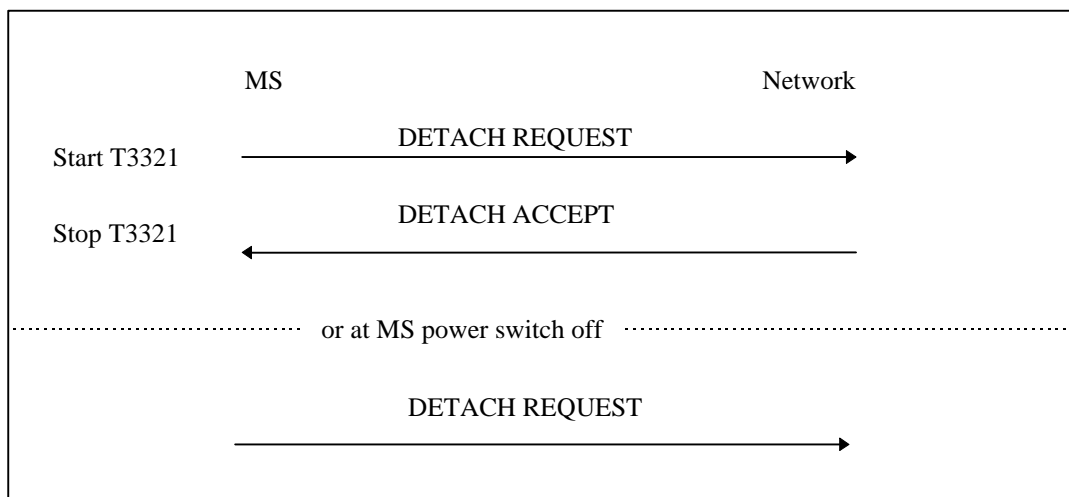 MS Network
DETACH REQUEST
Start T3321
DETACH ACCEPT
Stop T3321
or at MS power switch off
DETACH REQUEST